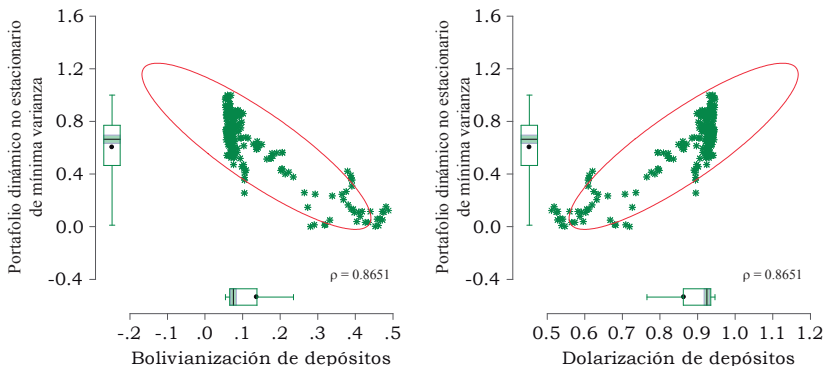 Portafolio dinámico no estacionario
de mínima varianza
1.6
1.2
0.8
0.4
0.0
-0.4
ρ = 0.8651
-.2 -.1 .0 .1 .2 .3 .4 .5
Bolivianización de depósitos
Portafolio dinámico no estacionario
de mínima varianza
1.6
1.2
0.8
0.4
0.0
-0.4
ρ = 0.8651
0.5 0.6 0.7 0.8 0.9 1.0 1.1 1.2
Dolarización de depósitos